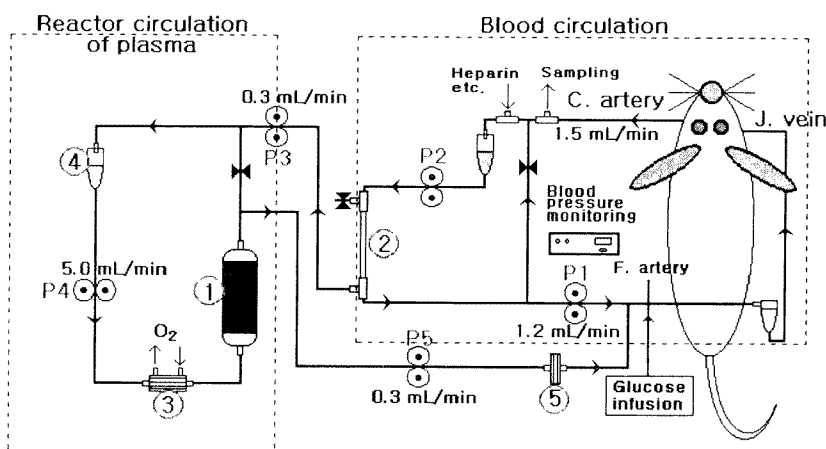 Reactor circulation
of plasma
Blood circulation
Heparin
etc.
Sampling
C. artery
J. vein
0.3 mL/min
1.5 mL/min
P3
P2
④
②
Blood
pressure
monitoring
5.0 mL/min
P4
①
F. artery
P1
1.2 mL/min
O₂
P5
③
0.3 mL/min
⑤
Glucose
infusion